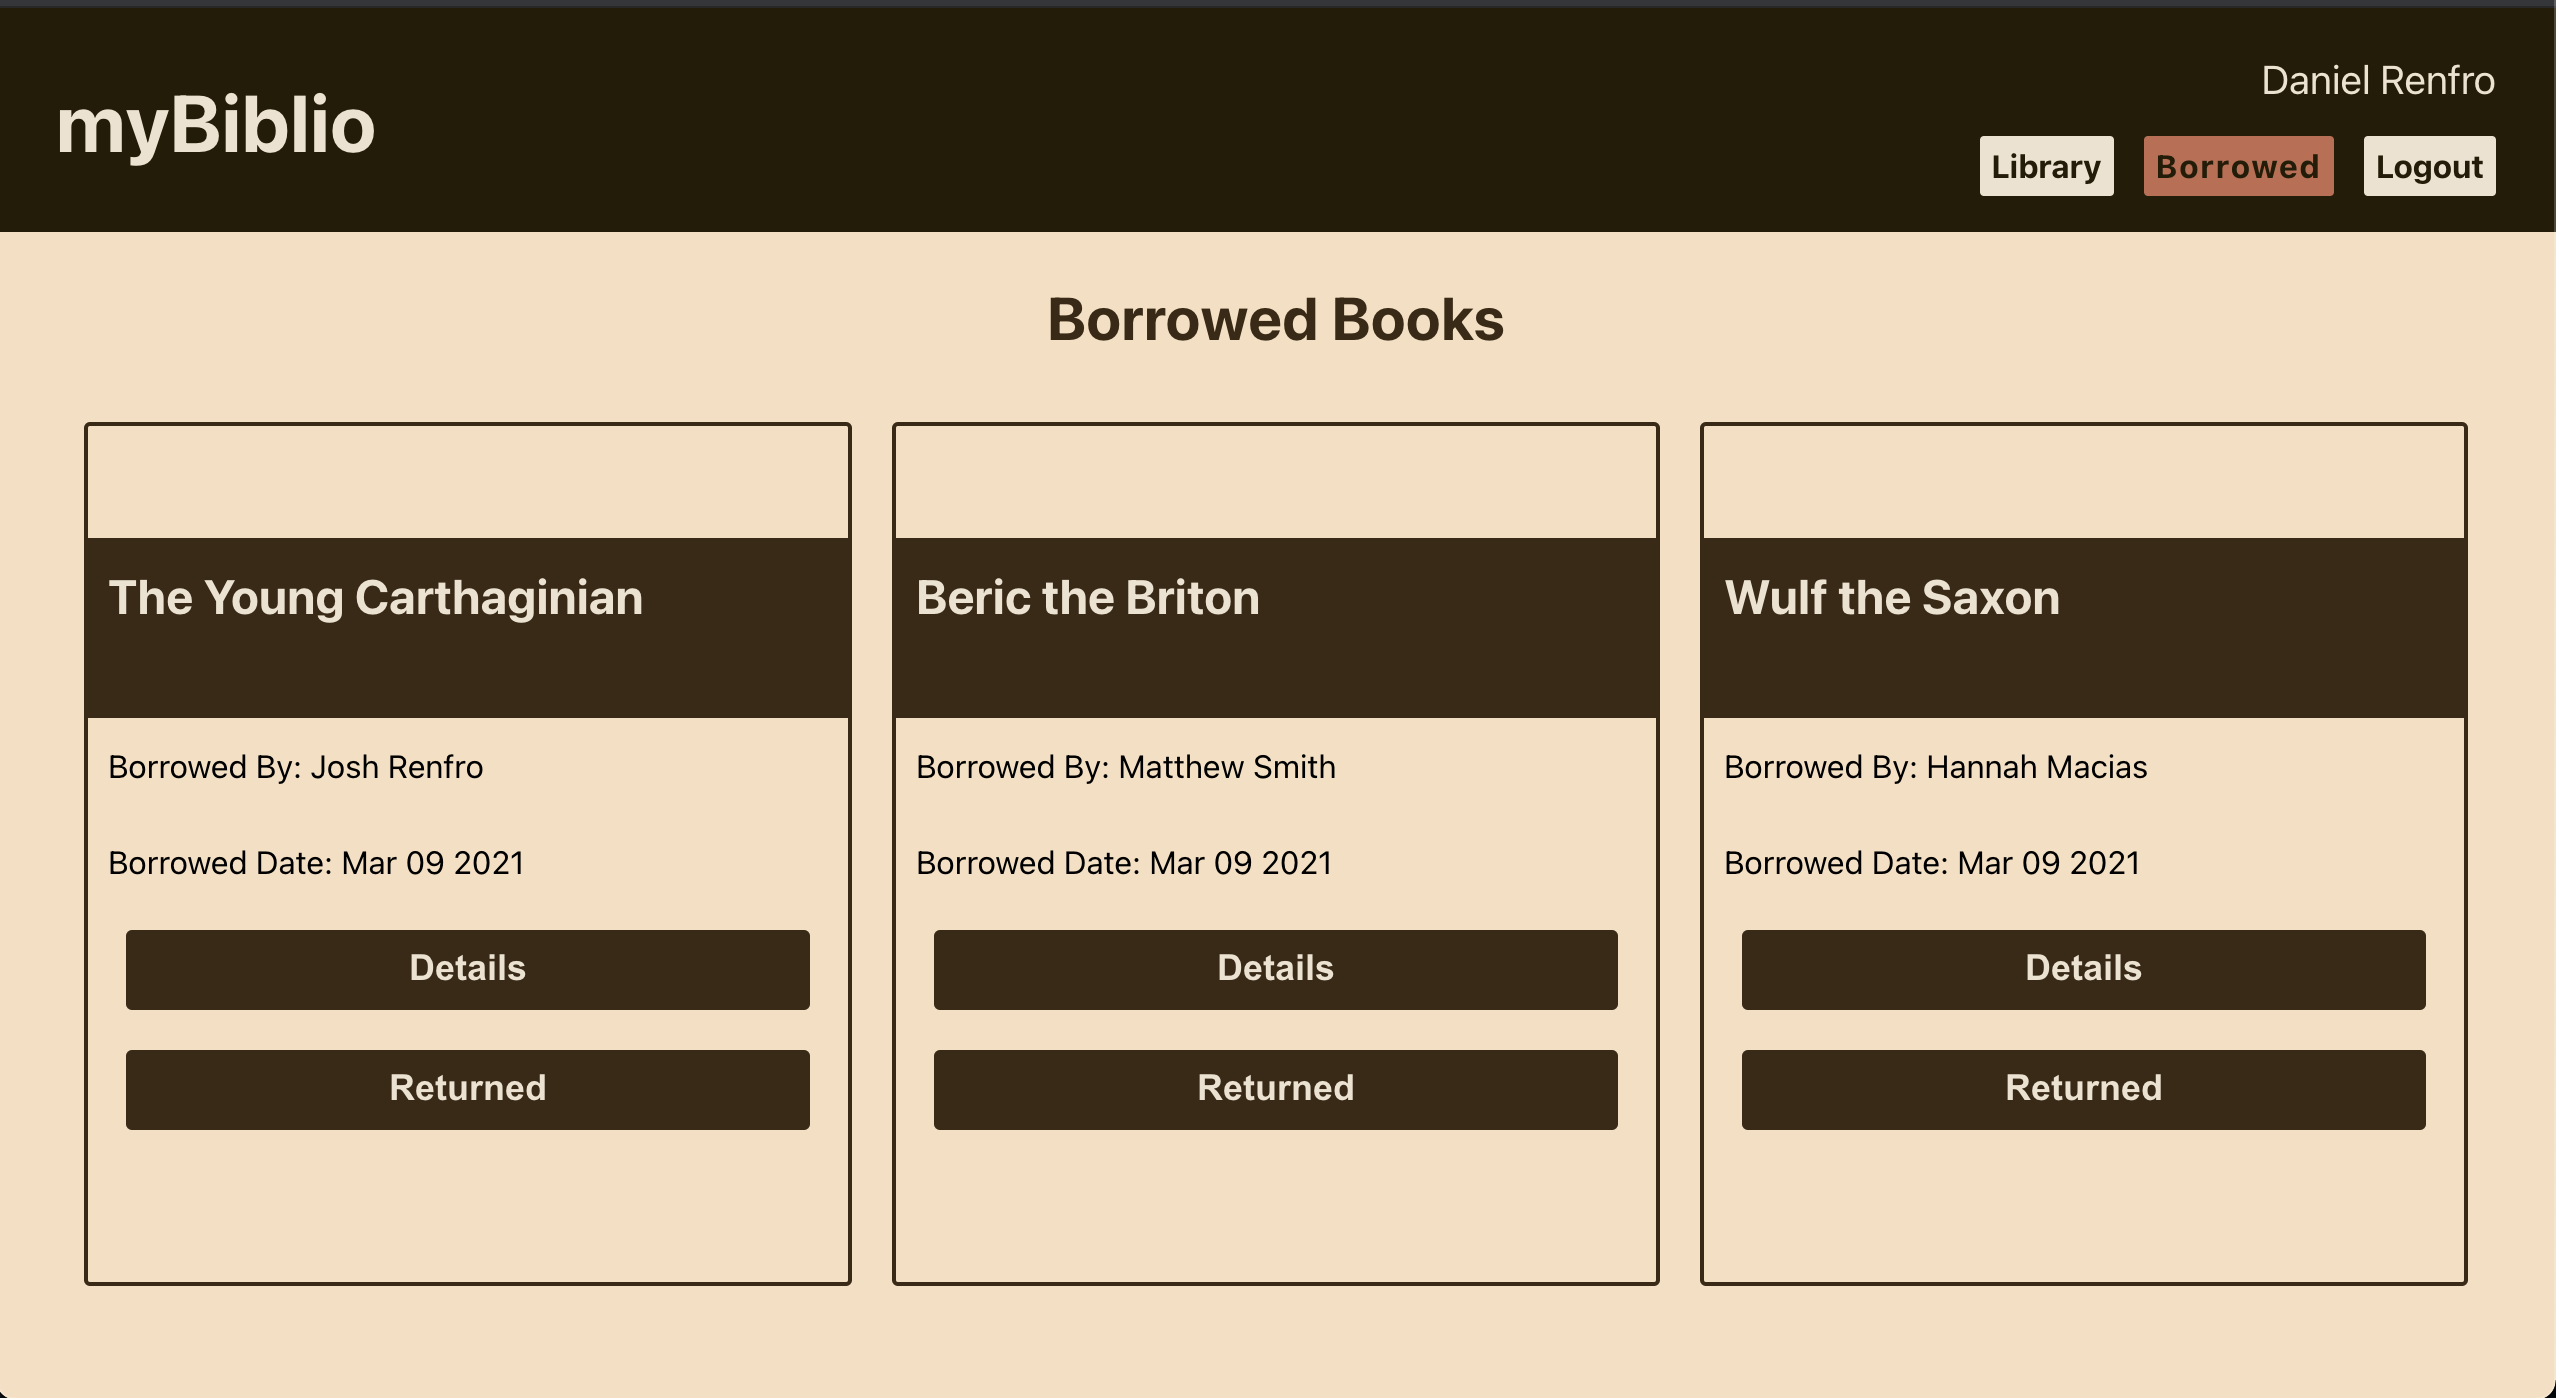 myBiblio
Daniel Renfro
Library Borrowed Logout
Borrowed Books
The Young Carthaginian
Borrowed By: Josh Renfro
Borrowed Date: Mar 09 2021
Details
Returned
Beric the Briton
Borrowed By: Matthew Smith
Borrowed Date: Mar 09 2021
Details
Returned
Wulf the Saxon
Borrowed By: Hannah Macias
Borrowed Date: Mar 09 2021
Details
Returned